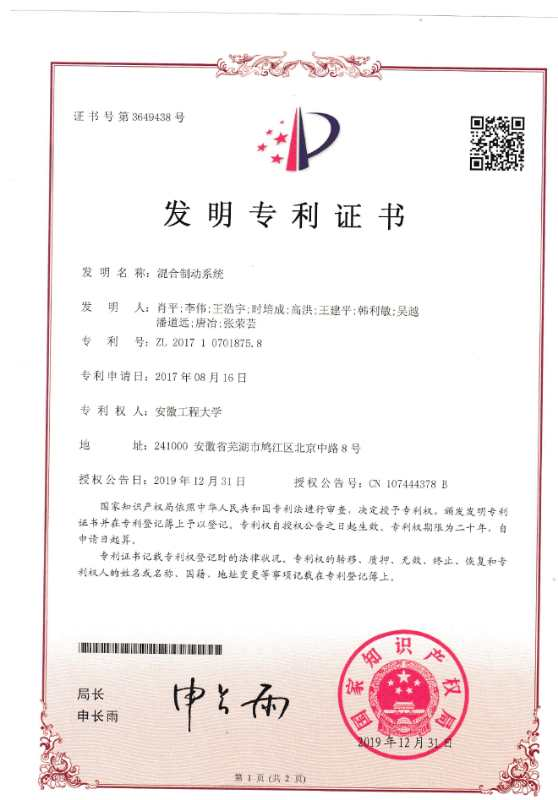 证书号第3649438号
发明专利证书
发明名称：混合制动系统
发明人：肖平;李伟;王浩宇;时培成;高洪;王建平;韩利敏;吴越
潘道远;唐冶;张荣芸
专利号：ZL 2017 1 0701875.8
专利申请日：2017年08月16日
专利权人：安徽工程大学
地址：241000 安徽省芜湖市鸠江区北京中路8号
授权公告日：2019年12月31日 授权公告号：CN 107444378 B
国家知识产权局依照中华人民共和国专利法进行审查，决定授予专利权，颁发发明专利
证书并在专利登记簿上予以登记。专利权自授权公告之日起生效。专利权期限为二十年，自
申请日起算。
专利证书记载专利权登记时的法律状况。专利权的转移、质押、无效、终止、恢复和专
利权人的姓名或名称、国籍、地址变更等事项记载在专利登记簿上。
局长
申长雨
申长雨
国家知识产权局
2019年12月31日
第1页(共2页)